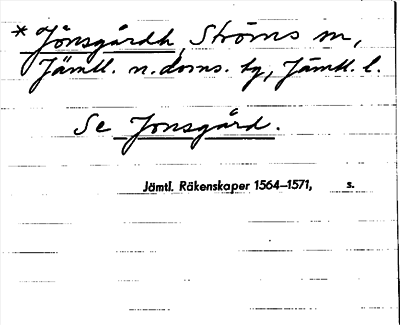 * Jönsgårdh, Ströms sn,
Jämtl. n. doms. tg, Jämtl. l.
Se Jonsgård.
Jämtl. Räkenskaper 1564–1571, s.